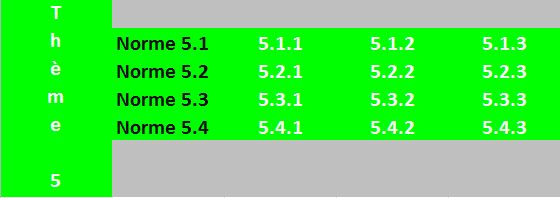 Thème 5
Norme 5.1 5.1.1 5.1.2 5.1.3
Norme 5.2 5.2.1 5.2.2 5.2.3
Norme 5.3 5.3.1 5.3.2 5.3.3
Norme 5.4 5.4.1 5.4.2 5.4.3